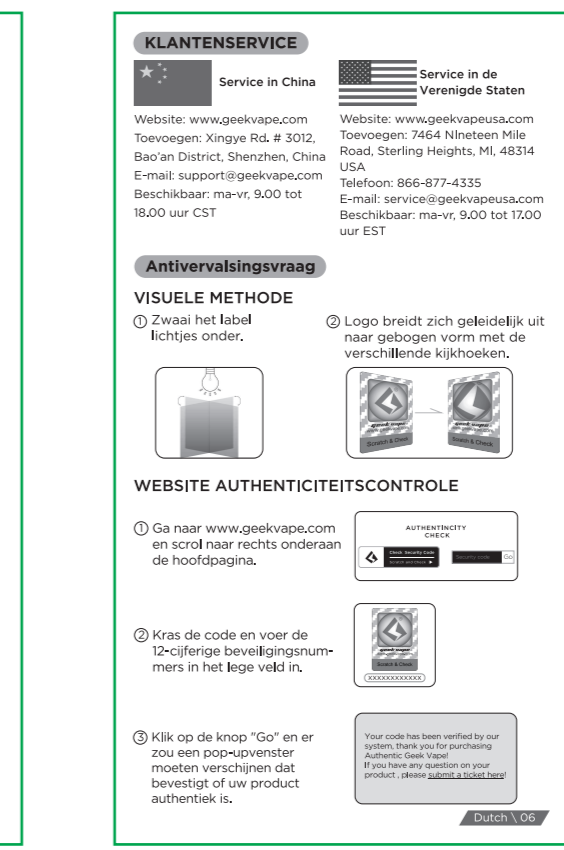 KLANTENSERVICE
Service in China
Website: www.geekvape.com
Toevoegen: Xingye Rd. # 3012,
Bao'an District, Shenzhen, China
E-mail: support@geekvape.com
Beschikbaar: ma-vr, 9.00 tot
18.00 uur CST
Service in de
Verenigde Staten
Website: www.geekvapeusa.com
Toevoegen: 7464 NIneteen Mile
Road, Sterling Heights, MI, 48314
USA
Telefoon: 866-877-4335
E-mail: service@geekvapeusa.com
Beschikbaar: ma-vr, 9.00 tot 17.00
uur EST
Antivervalsingsvraag
VISUELE METHODE
① Zwaai het label
lichtjes onder.
② Logo breidt zich geleidelijk uit
naar gebogen vorm met de
verschillende kijkhoeken.
geek vape
Scratch & Check
geek vape
Scratch & Check
WEBSITE AUTHENTICITEITSCONTROLE
① Ga naar www.geekvape.com
en scrol naar rechts onderaan
de hoofdpagina.
AUTHENTINCITY
CHECK
Check Security Code
Scratch and check
Security code
Go
② Kras de code en voer de
12-cijferige beveiligingsnum-
mers in het lege veld in.
geek vape
Scratch & Check
XXXXXXXXXXXX
③ Klik op de knop "Go" en er
zou een pop-upvenster
moeten verschijnen dat
bevestigt of uw product
authentiek is.
Your code has been verified by our
system, thank you for purchasing
Authentic Geek Vape!
If you have any question on your
product , please submit a ticket here!
Dutch \ 06